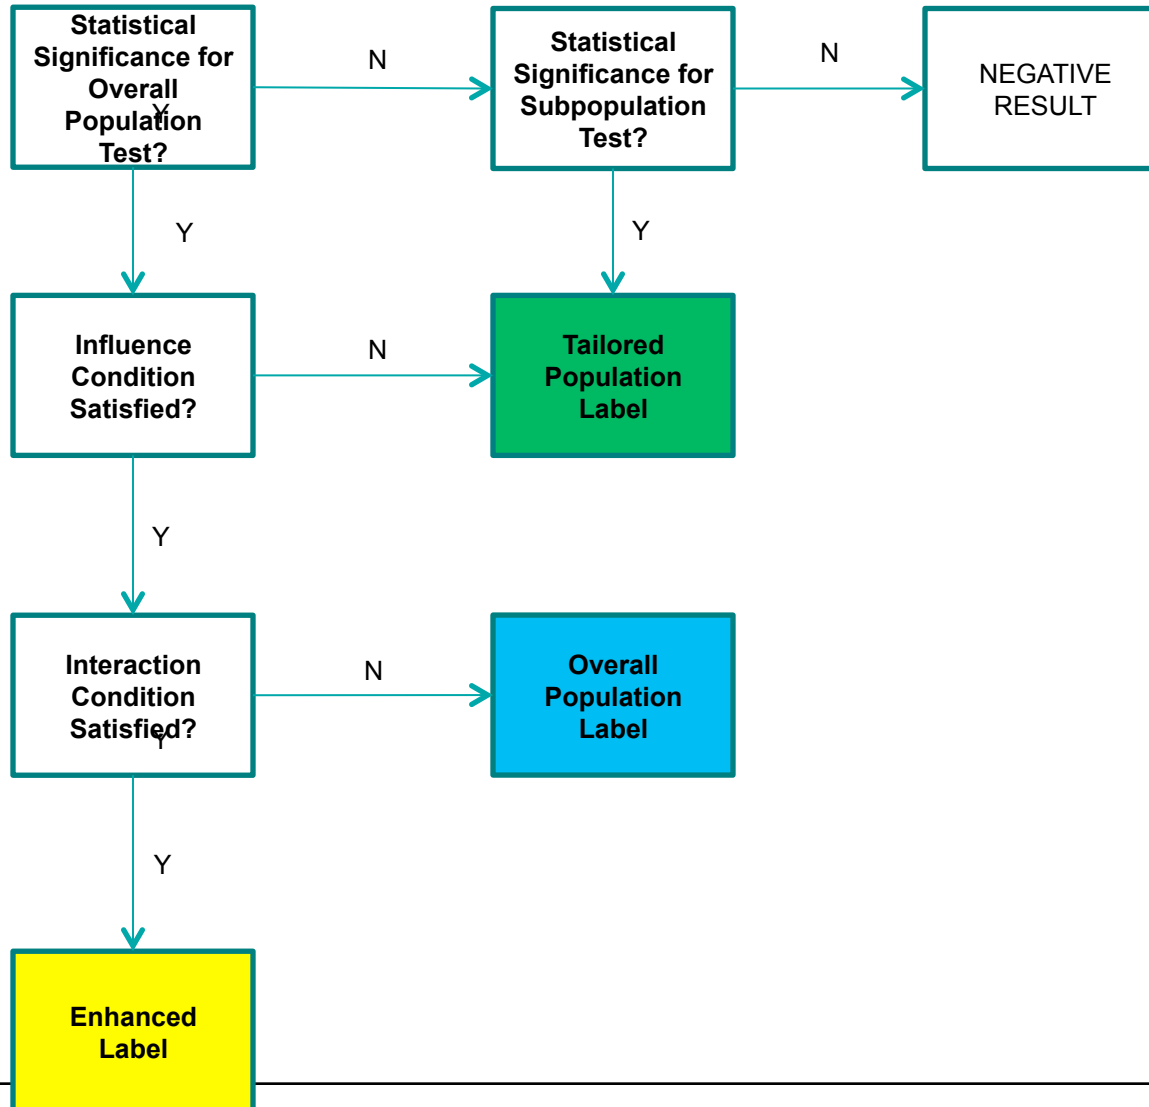 Statistical
Significance for
Overall
Population
Test?
Y
N
Statistical
Significance for
Subpopulation
Test?
N
NEGATIVE
RESULT
Y
Y
Influence
Condition
Satisfied?
N
Tailored
Population
Label
Y
Interaction
Condition
Satisfied?
Y
N
Overall
Population
Label
Y
Enhanced
Label